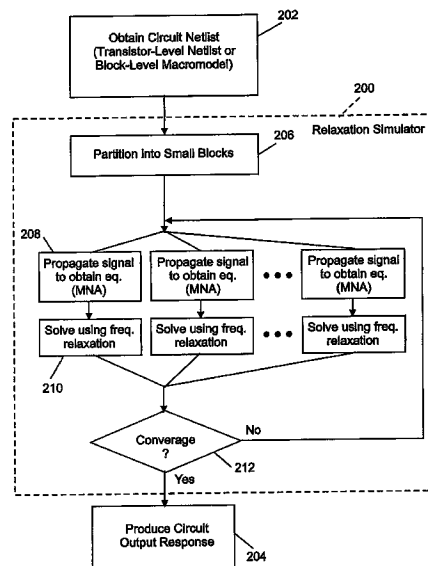 202
Obtain Circuit Netlist
(Transistor-Level Netlist or
Block-Level Macromodel)
200
Relaxation Simulator
Partition into Small Blocks
206
208
Propagate signal
to obtain eq.
(MNA)
Propagate signal
to obtain eq.
(MNA)
Propagate signal
to obtain eq.
(MNA)
Solve using freq.
relaxation
Solve using freq.
relaxation
Solve using freq.
relaxation
210
Converage
?
No
212
Yes
Produce Circuit
Output Response
204